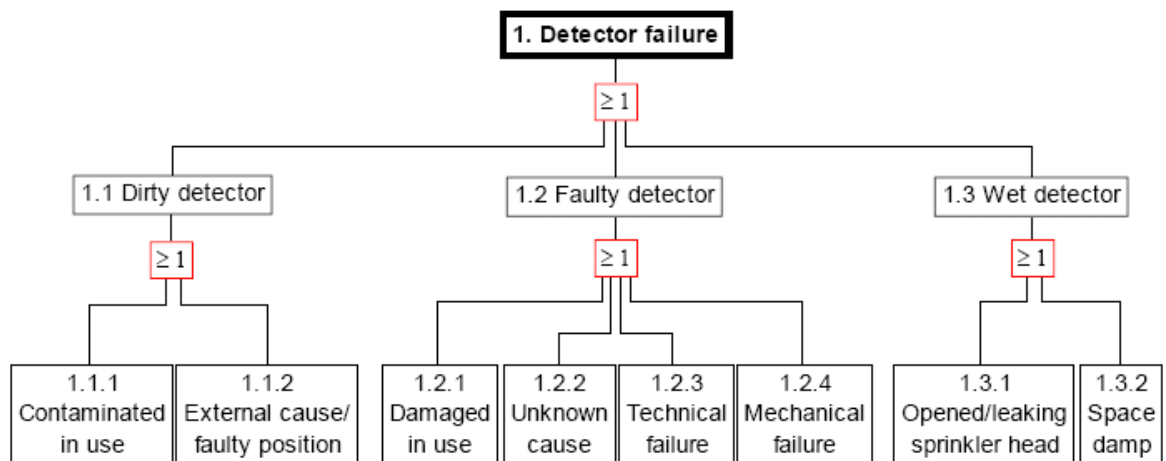 1. Detector failure
≥ 1
1.1 Dirty detector
1.2 Faulty detector
1.3 Wet detector
≥ 1
≥ 1
≥ 1
1.1.1
Contaminated
in use
1.1.2
External cause/
faulty position
1.2.1
Damaged
in use
1.2.2
Unknown
cause
1.2.3
Technical
failure
1.2.4
Mechanical
failure
1.3.1
Opened/leaking
sprinkler head
1.3.2
Space
damp